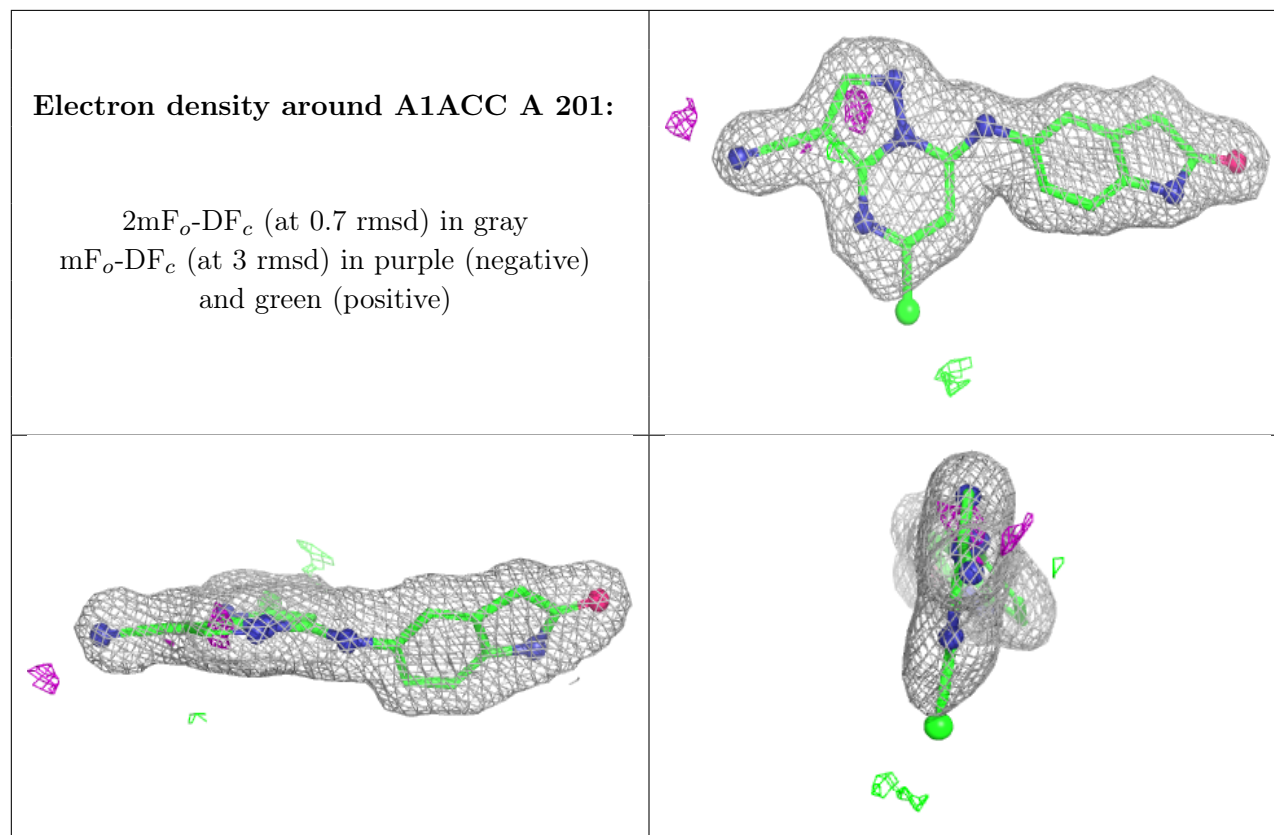 Electron density around A1ACC A 201:
2mFo-DFc (at 0.7 rmsd) in gray
mFo-DFc (at 3 rmsd) in purple (negative)
and green (positive)